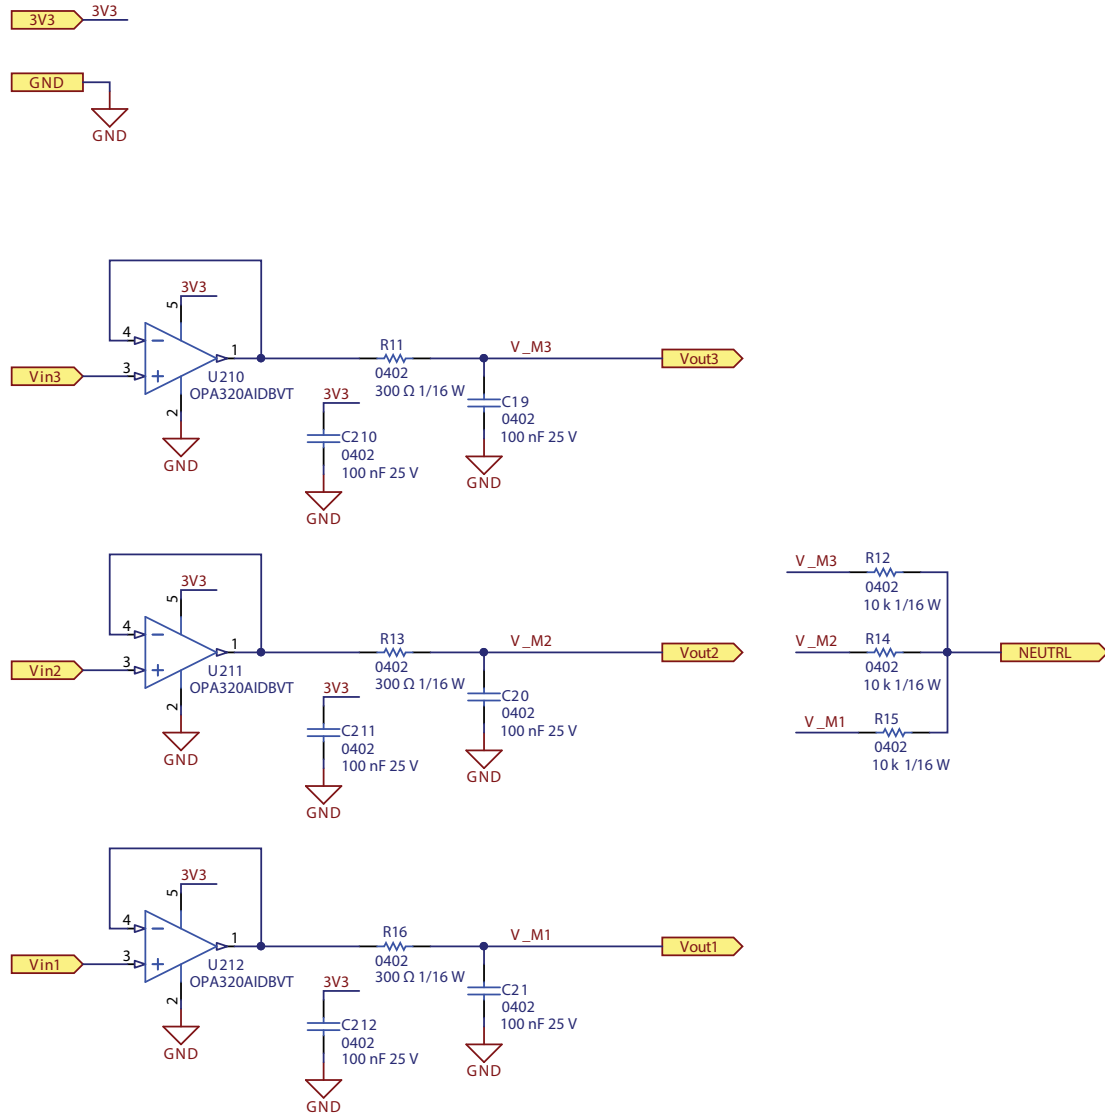 3V3 3V3
GND
GND
3V3
5
4
3
1
2
Vin3
U210
OPA320AIDBVT
GND
R11
0402
300 Ω 1/16 W
3V3
C210
0402
100 nF 25 V
GND
V_M3
C19
0402
100 nF 25 V
GND
Vout3
3V3
5
4
3
1
2
Vin2
U211
OPA320AIDBVT
GND
R13
0402
300 Ω 1/16 W
3V3
C211
0402
100 nF 25 V
GND
V_M2
C20
0402
100 nF 25 V
GND
Vout2
V_M3
R12
0402
10 k 1/16 W
V_M2
R14
0402
10 k 1/16 W
V_M1
R15
0402
10 k 1/16 W
NEUTRL
3V3
5
4
3
1
2
Vin1
U212
OPA320AIDBVT
GND
R16
0402
300 Ω 1/16 W
3V3
C212
0402
100 nF 25 V
GND
V_M1
C21
0402
100 nF 25 V
GND
Vout1